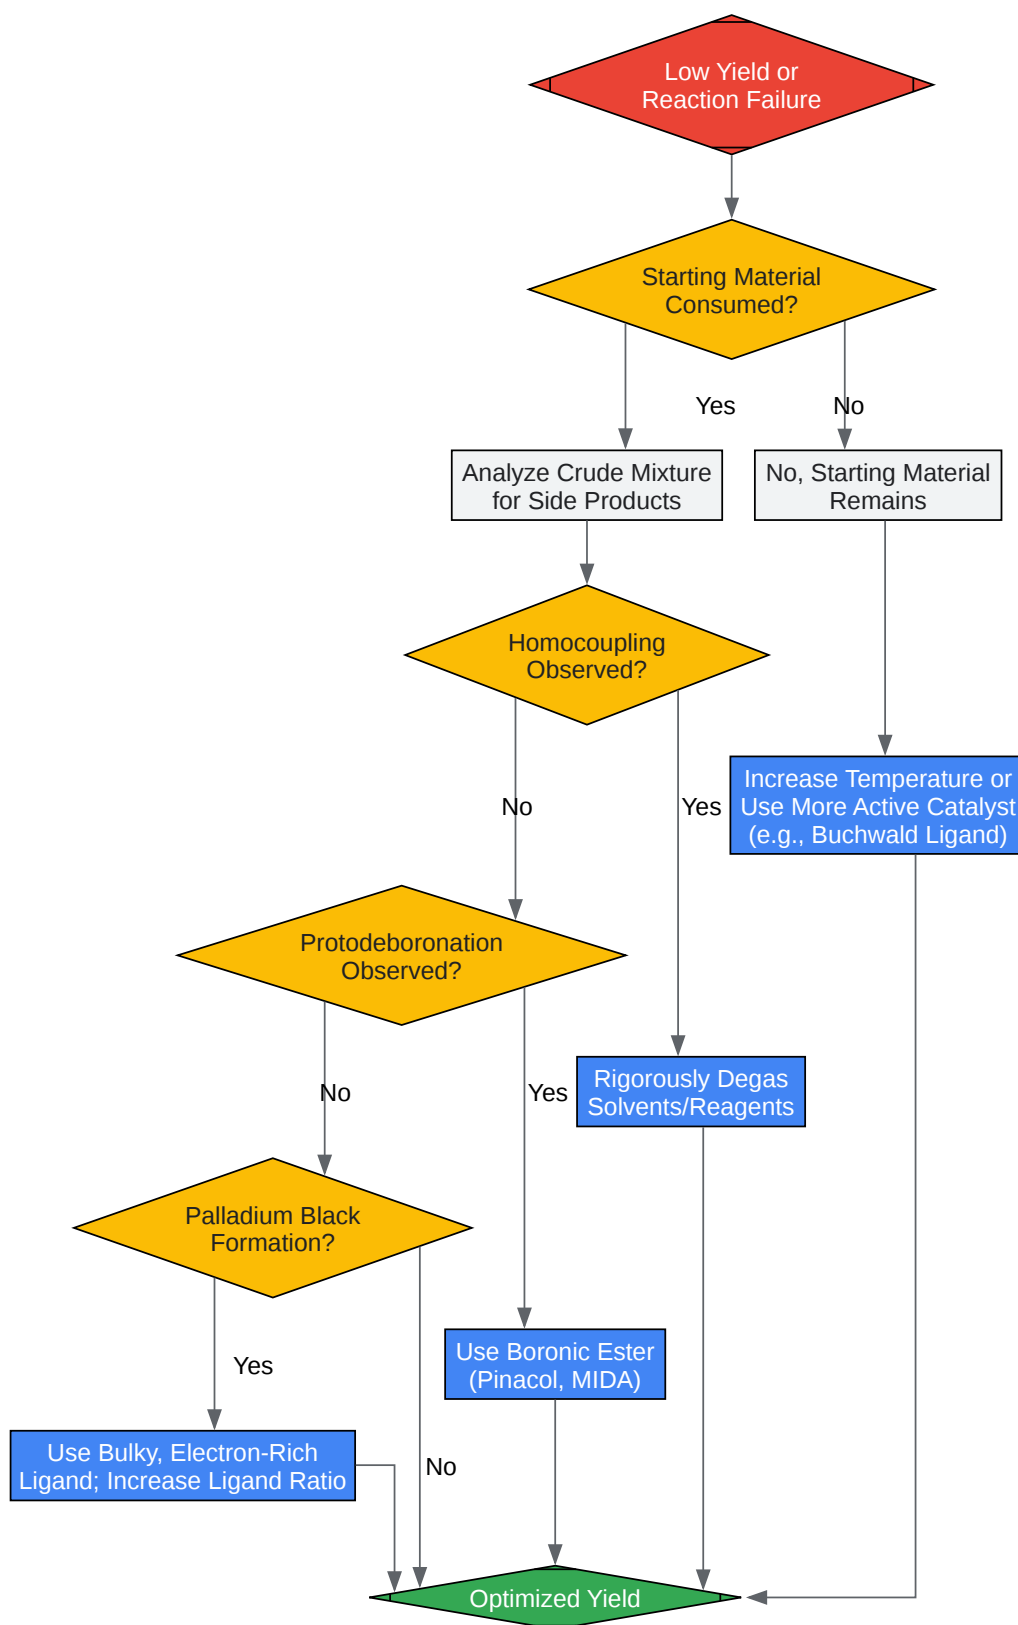 Low Yield or
Reaction Failure
Starting Material
Consumed?
Yes
No
Analyze Crude Mixture
for Side Products
No, Starting Material
Remains
Homocoupling
Observed?
No
Yes
Increase Temperature or
Use More Active Catalyst
(e.g., Buchwald Ligand)
Protodeboronation
Observed?
No
Yes
Rigorously Degas
Solvents/Reagents
Palladium Black
Formation?
Yes
Use Boronic Ester
(Pinacol, MIDA)
Use Bulky, Electron-Rich
Ligand; Increase Ligand Ratio
No
Optimized Yield